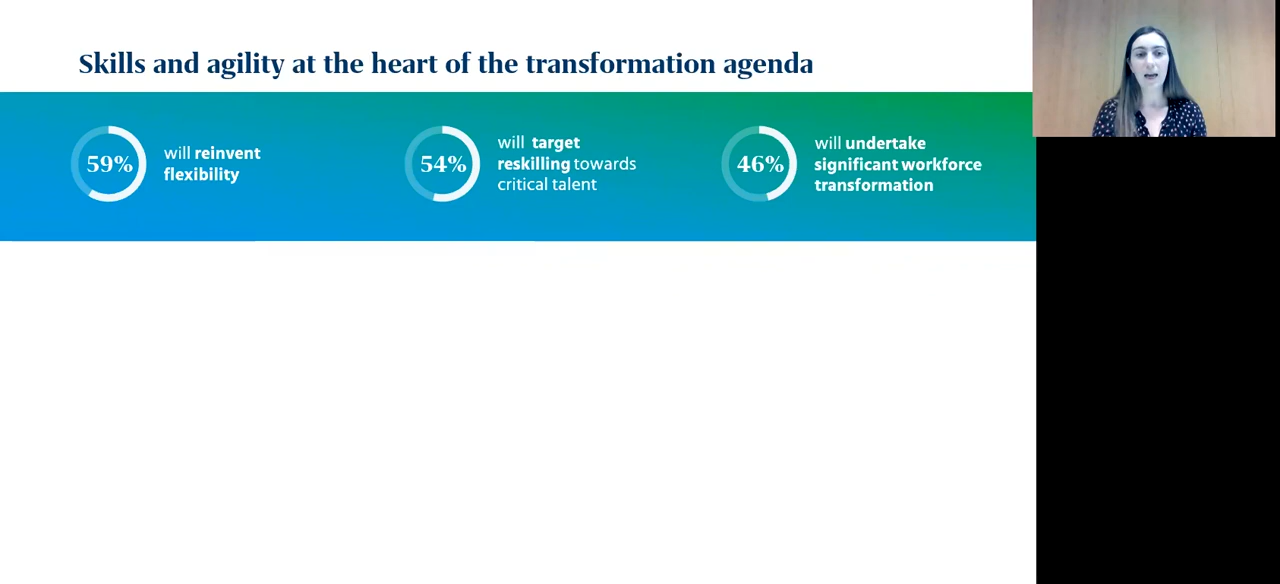 Skills and agility at the heart of the transformation agenda
59%
will reinvent
flexibility
54%
will target
reskilling towards
critical talent
46%
will undertake
significant workforce
transformation